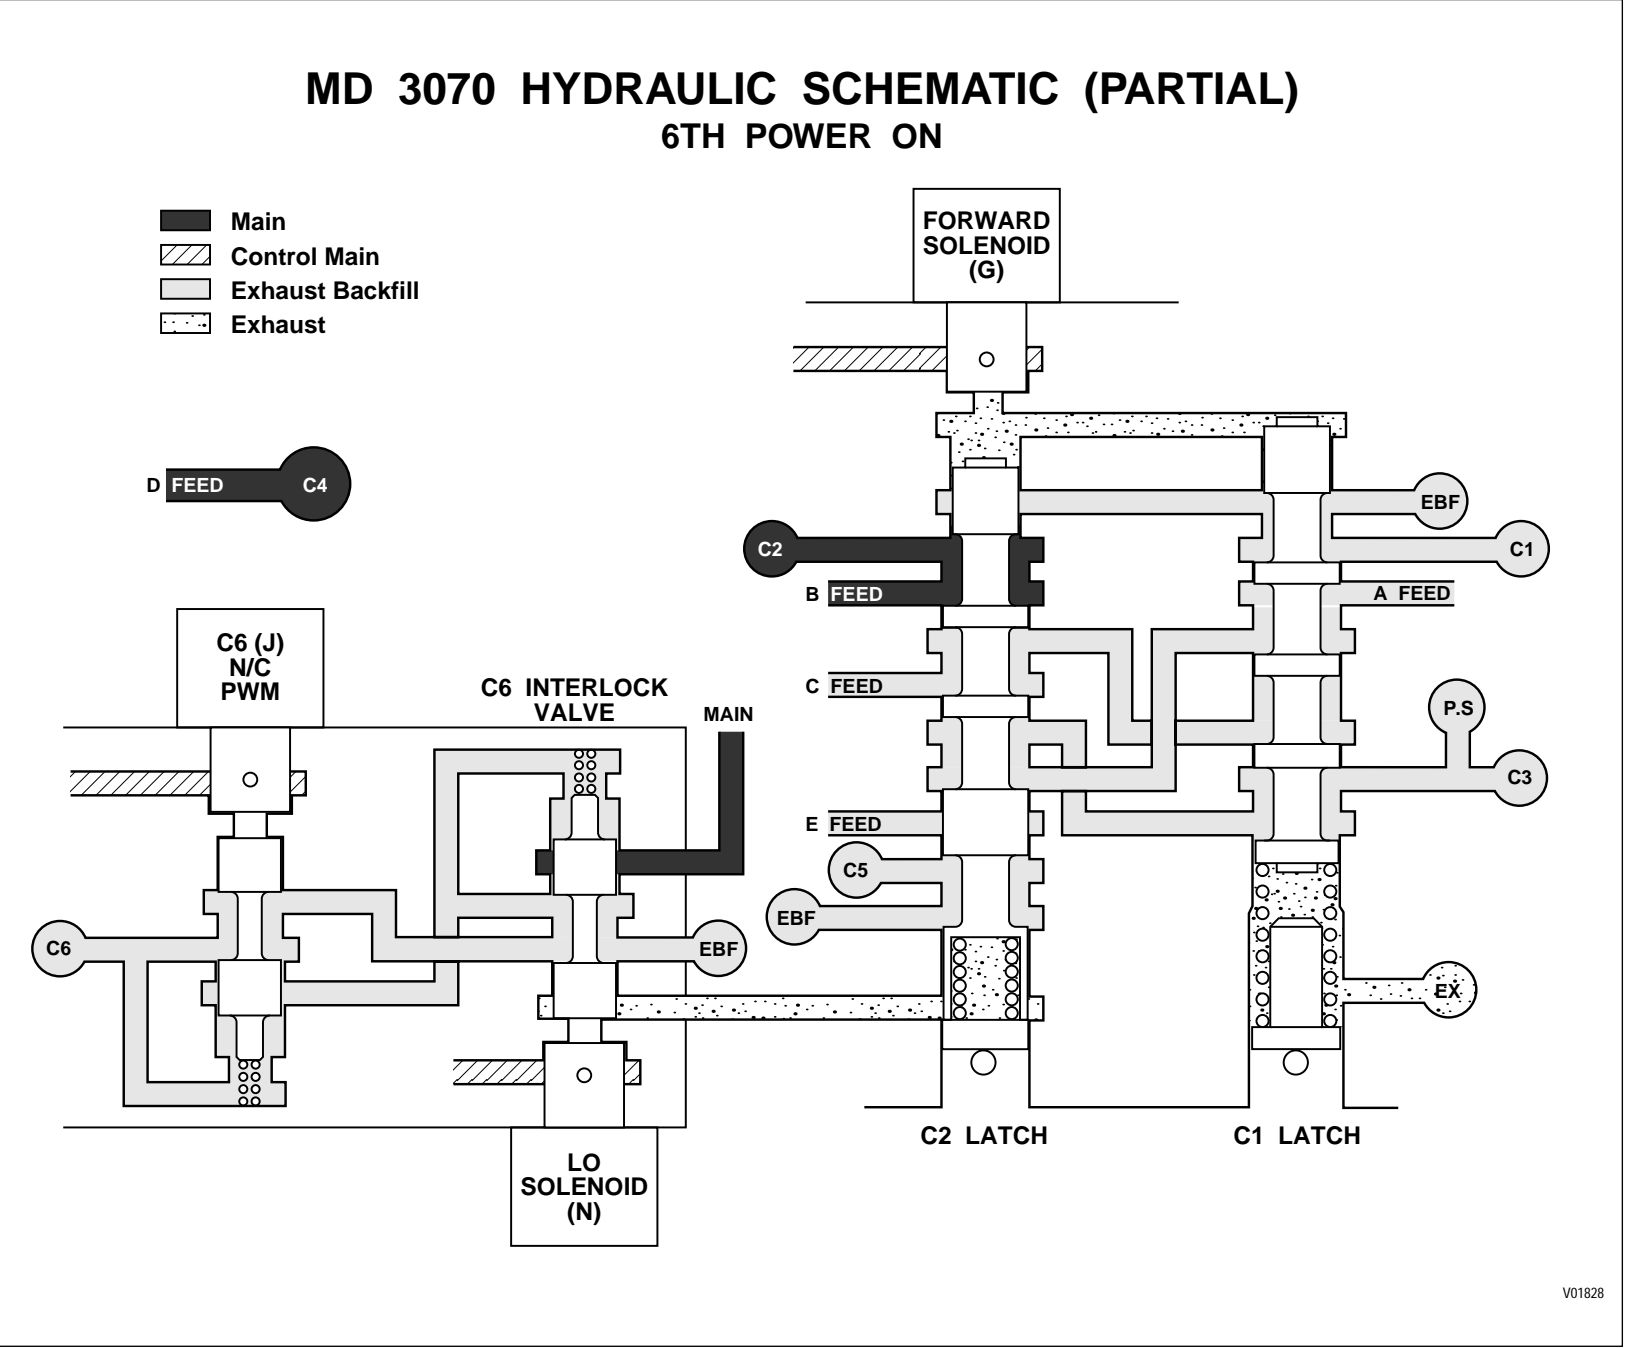 MD 3070 HYDRAULIC SCHEMATIC (PARTIAL)
6TH POWER ON
Main
Control Main
Exhaust Backfill
Exhaust
FORWARD
SOLENOID
(G)
D FEED C4
EBF
C2
C1
B FEED
A FEED
C6 (J)
N/C
PWM
C6 INTERLOCK
VALVE
MAIN
C FEED
P.S
C3
E FEED
C5
EBF
C6
EBF
EX
C2 LATCH
C1 LATCH
LO
SOLENOID
(N)
V01828